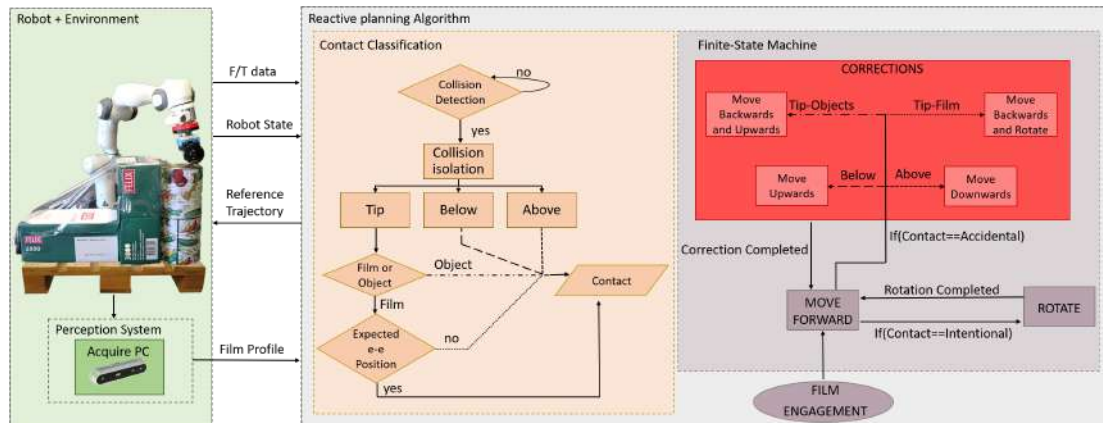 Robot + Environment
F/T data
Robot State
Reference
Trajectory
FELIX
FELIX
Perception System
Acquire PC
Film Profile
Reactive planning Algorithm
Contact Classification
no
Collision
Detection
yes
Collision
isolation
Tip
Below
Above
Film or
Object
Object
Contact
Film
Expected
e-e
Position
no
yes
Finite-State Machine
CORRECTIONS
Move
Backwards
and Upwards
Tip-Objects
Tip-Film
Move
Backwards
and Rotate
Move
Upwards
Below
Above
Move
Downwards
Correction Completed
If(Contact==Accidental)
MOVE
FORWARD
Rotation Completed
ROTATE
If(Contact==Intentional)
FILM
ENGAGEMENT